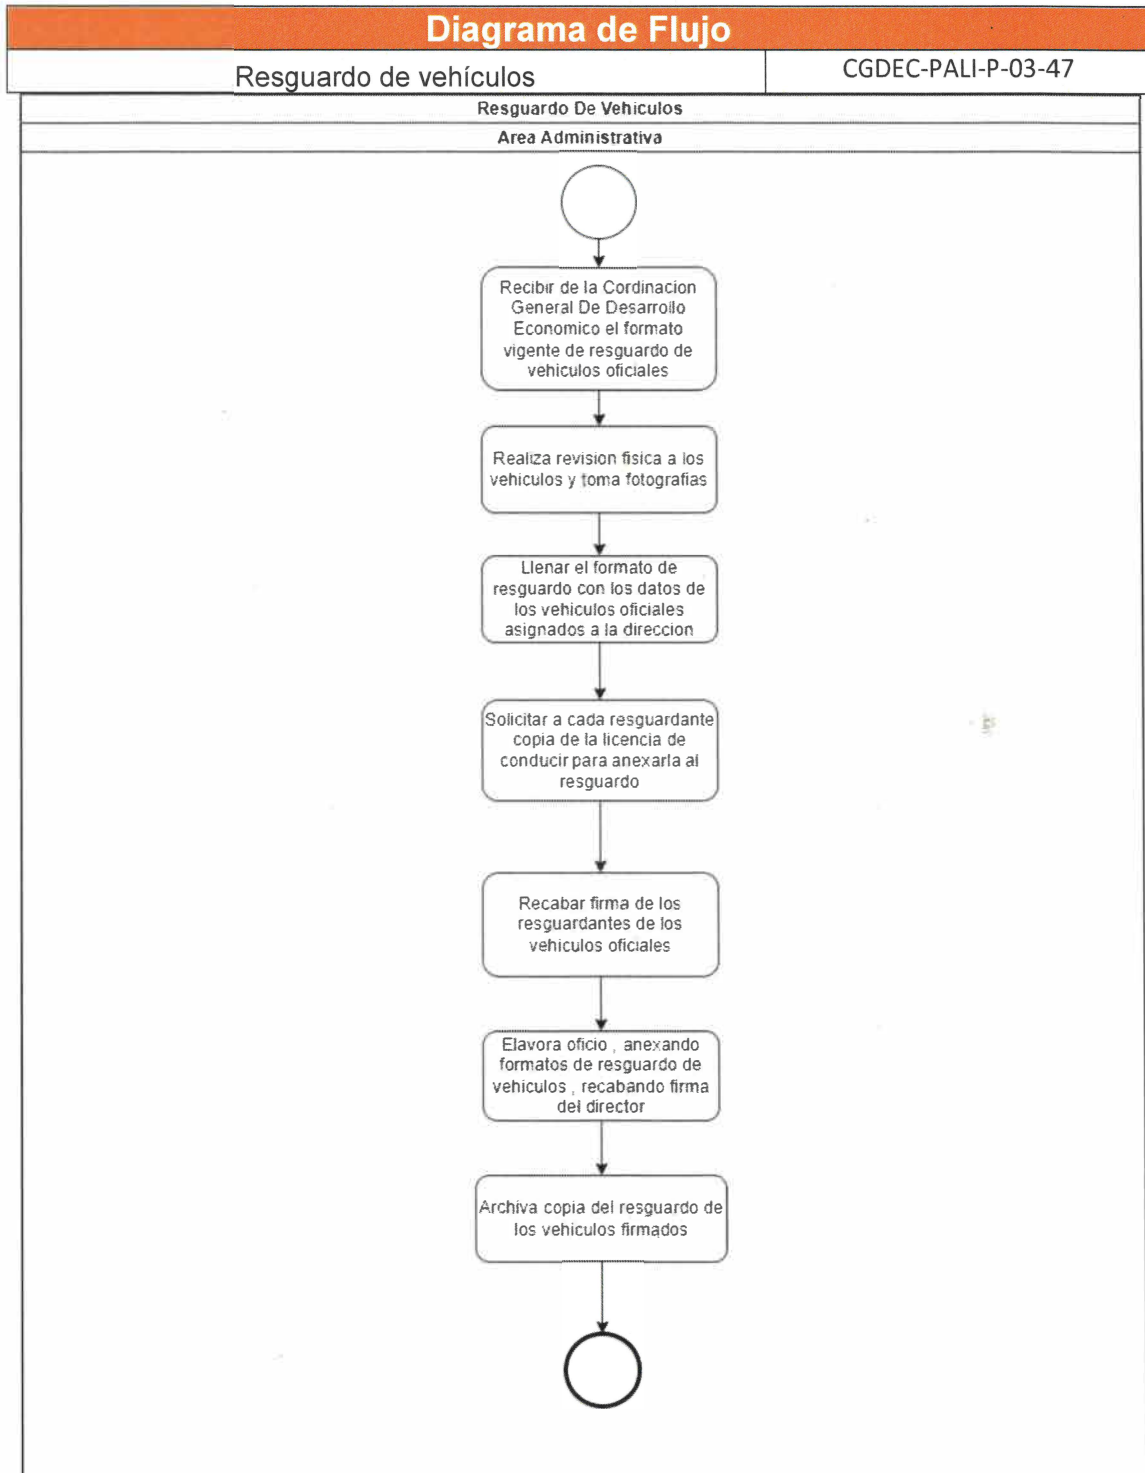 Diagrama de Flujo
Resguardo de vehículos
CGDEC-PALI-P-03-47
Resguardo De Vehiculos
Area Administrativa
Recibir de la Cordinacion
General De Desarrollo
Economico el formato
vigente de resguardo de
vehiculos oficiales
Realiza revision fisica a los
vehiculos y toma fotografias
Llenar el formato de
resguardo con los datos de
los vehiculos oficiales
asignados a la direccion
Solicitar a cada resguardante
copia de la licencia de
conducir para anexarla al
resguardo
Recabar firma de los
resguardantes de los
vehiculos oficiales
Elavora oficio , anexando
formatos de resguardo de
vehiculos , recabando firma
del director
Archiva copia del resguardo de
los vehiculos firmados